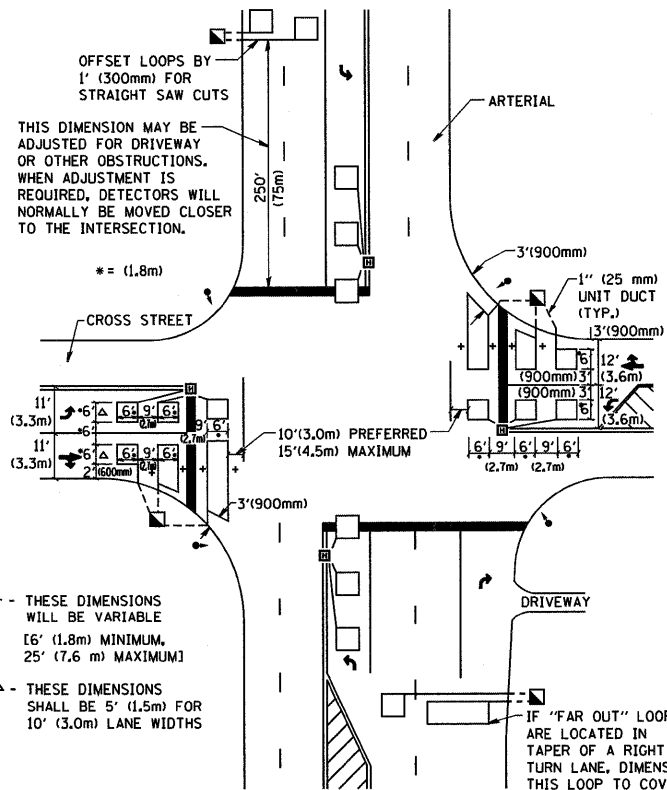 OFFSET LOOPS BY
1' (300mm) FOR
STRAIGHT SAW CUTS
THIS DIMENSION MAY BE
ADJUSTED FOR DRIVEWAY
OR OTHER OBSTRUCTIONS.
WHEN ADJUSTMENT IS
REQUIRED, DETECTORS WILL
NORMALLY BE MOVED CLOSER
TO THE INTERSECTION.
* = (1.8m)
250'
(75m)
ARTERIAL
H
3'(900mm)
1" (25 mm)
UNIT DUCT
(TYP.)
3'(900mm)
CROSS STREET
6'
12'
(3.6m)
(900mm) 3'
(900mm) 3'
12'
6'
(3.6m)
H
6' 9' 6' 9' 6'
(2.7m) (2.7m)
H
11'
(3.3m)
*6'
△
6' 9' 6'
(2.7m)
9' 6'
(2.7m)
*6'
11'
(3.3m)
*6'
△
6' 9' 6'
(2.7m)
2'
(600mm)
10'(3.0m) PREFERRED
15'(4.5m) MAXIMUM
3'(900mm)
H
DRIVEWAY
- THESE DIMENSIONS
WILL BE VARIABLE
[6' (1.8m) MINIMUM,
25' (7.6 m) MAXIMUM]
△ - THESE DIMENSIONS
SHALL BE 5' (1.5m) FOR
10' (3.0m) LANE WIDTHS
IF "FAR OUT" LOOP
ARE LOCATED IN
TAPER OF A RIGHT
TURN LANE, DIMENS
THIS LOOP TO COV